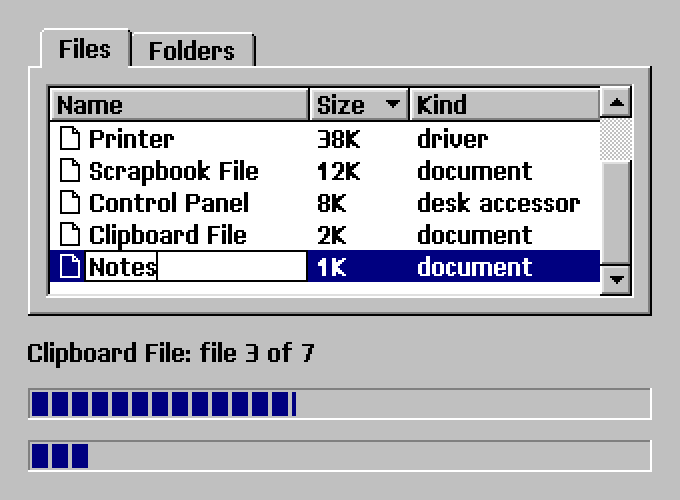 Files Folders
Name Size Kind
Printer 38K driver
Scrapbook File 12K document
Control Panel 8K desk accessor
Clipboard File 2K document
Notes 1K document
Clipboard File: file 3 of 7